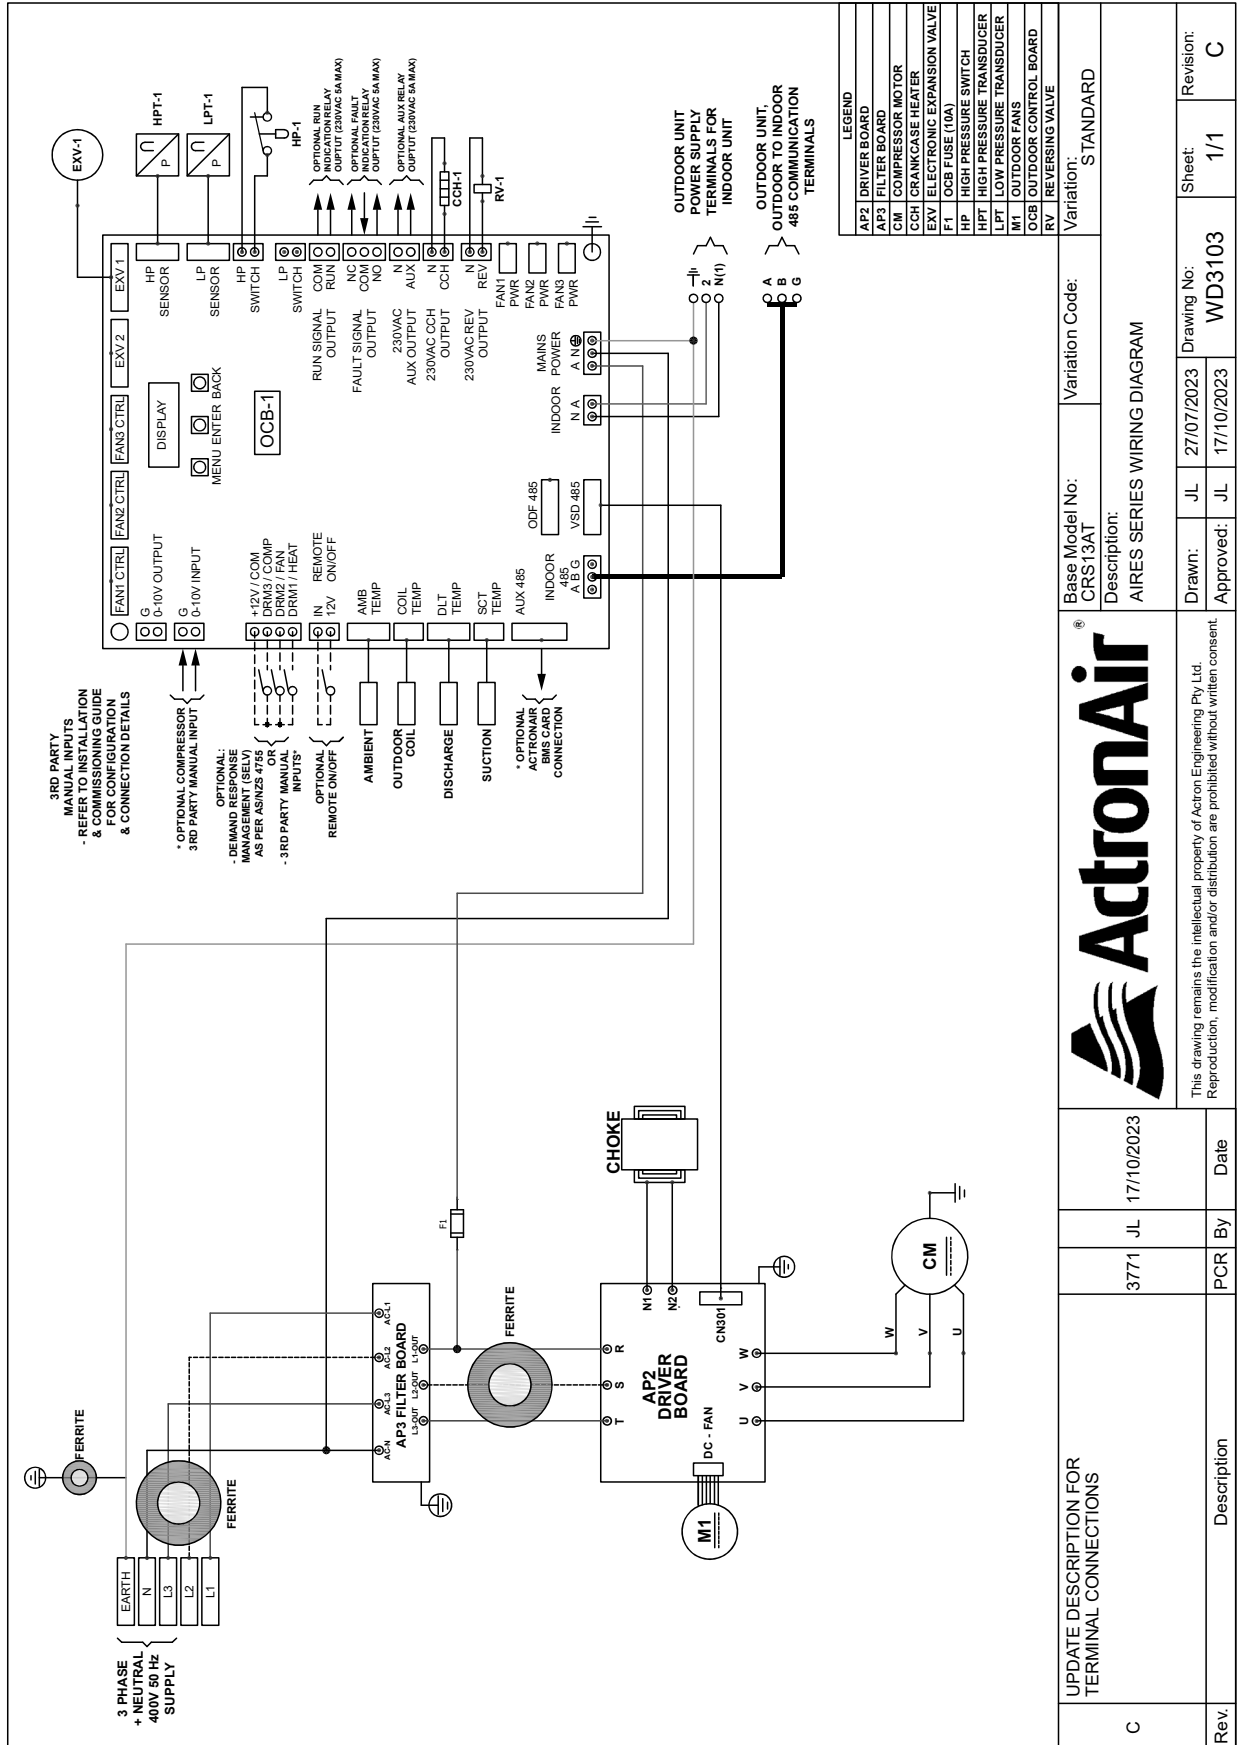 3 PHASE
+ NEUTRAL
400V 50 Hz
SUPPLY
EARTH
N
L3
L2
L1
FERRITE
FERRITE
AC-N
AC-L3
AC-L2
AC-L1
AP3 FILTER BOARD
L3-OUT
L2-OUT
L1-OUT
F1
FERRITE
T
S
R
AP2
DRIVER
BOARD
N1
N2
CN301
DC - FAN
M1
U
V
W
W
V
U
CM
CHOKE
3RD PARTY
MANUAL INPUTS
- REFER TO INSTALLATION
& COMMISSIONING GUIDE
FOR CONFIGURATION
& CONNECTION DETAILS
* OPTIONAL COMPRESSOR
3RD PARTY MANUAL INPUT
OPTIONAL:
- DEMAND RESPONSE
MANAGEMENT (SELV)
AS PER AS/NZS 4755
OR
- 3RD PARTY MANUAL
INPUTS*
OPTIONAL
REMOTE ON/OFF
AMBIENT
OUTDOOR
COIL
DISCHARGE
SUCTION
* OPTIONAL
ACTRONAIR
BMS CARD
CONNECTION
FAN1 CTRL
FAN2 CTRL
FAN3 CTRL
EXV 2
EXV 1
G
0-10V OUTPUT
G
0-10V INPUT
+12V / COM
DRM3 / COMP
DRM2 / FAN
DRM1 / HEAT
IN
12V
REMOTE
ON/OFF
AMB
TEMP
COIL
TEMP
DLT
TEMP
SCT
TEMP
AUX 485
INDOOR
485
A B G
ODF 485
VSD 485
DISPLAY
MENU ENTER BACK
OCB-1
INDOOR
N A
MAINS
POWER
A N
HP
SENSOR
LP
SENSOR
HP
SWITCH
LP
SWITCH
RUN SIGNAL
OUTPUT
COM
RUN
FAULT SIGNAL
OUTPUT
NC
COM
NO
230VAC
AUX OUTPUT
N
AUX
230VAC CCH
OUTPUT
N
CCH
230VAC REV
OUTPUT
N
REV
FAN1
PWR
FAN2
PWR
FAN3
PWR
EXV-1
HPT-1
P
LPT-1
P
HP-1
OPTIONAL RUN
INDICATION RELAY
OUPTUT (230VAC 5A MAX)
OPTIONAL FAULT
INDICATION RELAY
OUPTUT (230VAC 5A MAX)
OPTIONAL AUX RELAY
OUPTUT (230VAC 5A MAX)
CCH-1
RV-1
2
N(1)
OUTDOOR UNIT
POWER SUPPLY
TERMINALS FOR
INDOOR UNIT
A
B
G
OUTDOOR UNIT,
OUTDOOR TO INDOOR
485 COMMUNICATION
TERMINALS
LEGEND
AP2 DRIVER BOARD
AP3 FILTER BOARD
CM COMPRESSOR MOTOR
CCH CRANKCASE HEATER
EXV ELECTRONIC EXPANSION VALVE
F1 OCB FUSE (10A)
HP HIGH PRESSURE SWITCH
HPT HIGH PRESSURE TRANSDUCER
LPT LOW PRESSURE TRANSDUCER
M1 OUTDOOR FANS
OCB OUTDOOR CONTROL BOARD
RV REVERSING VALVE
C
UPDATE DESCRIPTION FOR
TERMINAL CONNECTIONS
3771 JL 17/10/2023
Rev. Description PCR By Date
ActronAir®
This drawing remains the intellectual property of Actron Engineering Pty Ltd.
Reproduction, modification and/or distribution are prohibited without written consent.
Base Model No:
CRS13AT
Variation Code:
Variation:
STANDARD
Description:
AIRES SERIES WIRING DIAGRAM
Drawn: JL 27/07/2023
Approved: JL 17/10/2023
Drawing No:
WD3103
Sheet:
1/1
Revision:
C